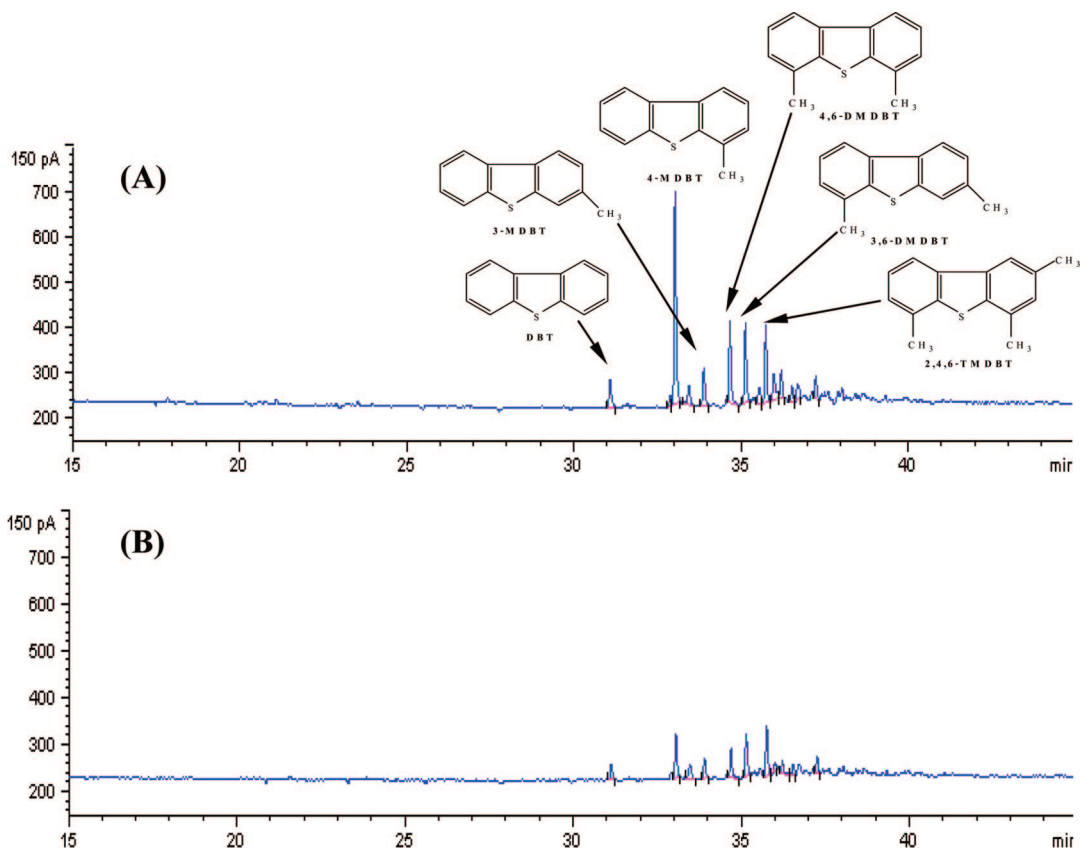 (A)
150 pA
700
600
500
400
300
200
15
20
25
30
35
40
mir
S
DBT
S
CH3
3-MDBT
S
CH3
4-MDBT
S
CH3
CH3
4,6-DMDBT
S
CH3
CH3
3,6-DMDBT
S
CH3
CH3
CH3
2,4,6-TMDBT
(B)
150 pA
700
600
500
400
300
200
15
20
25
30
35
40
mir